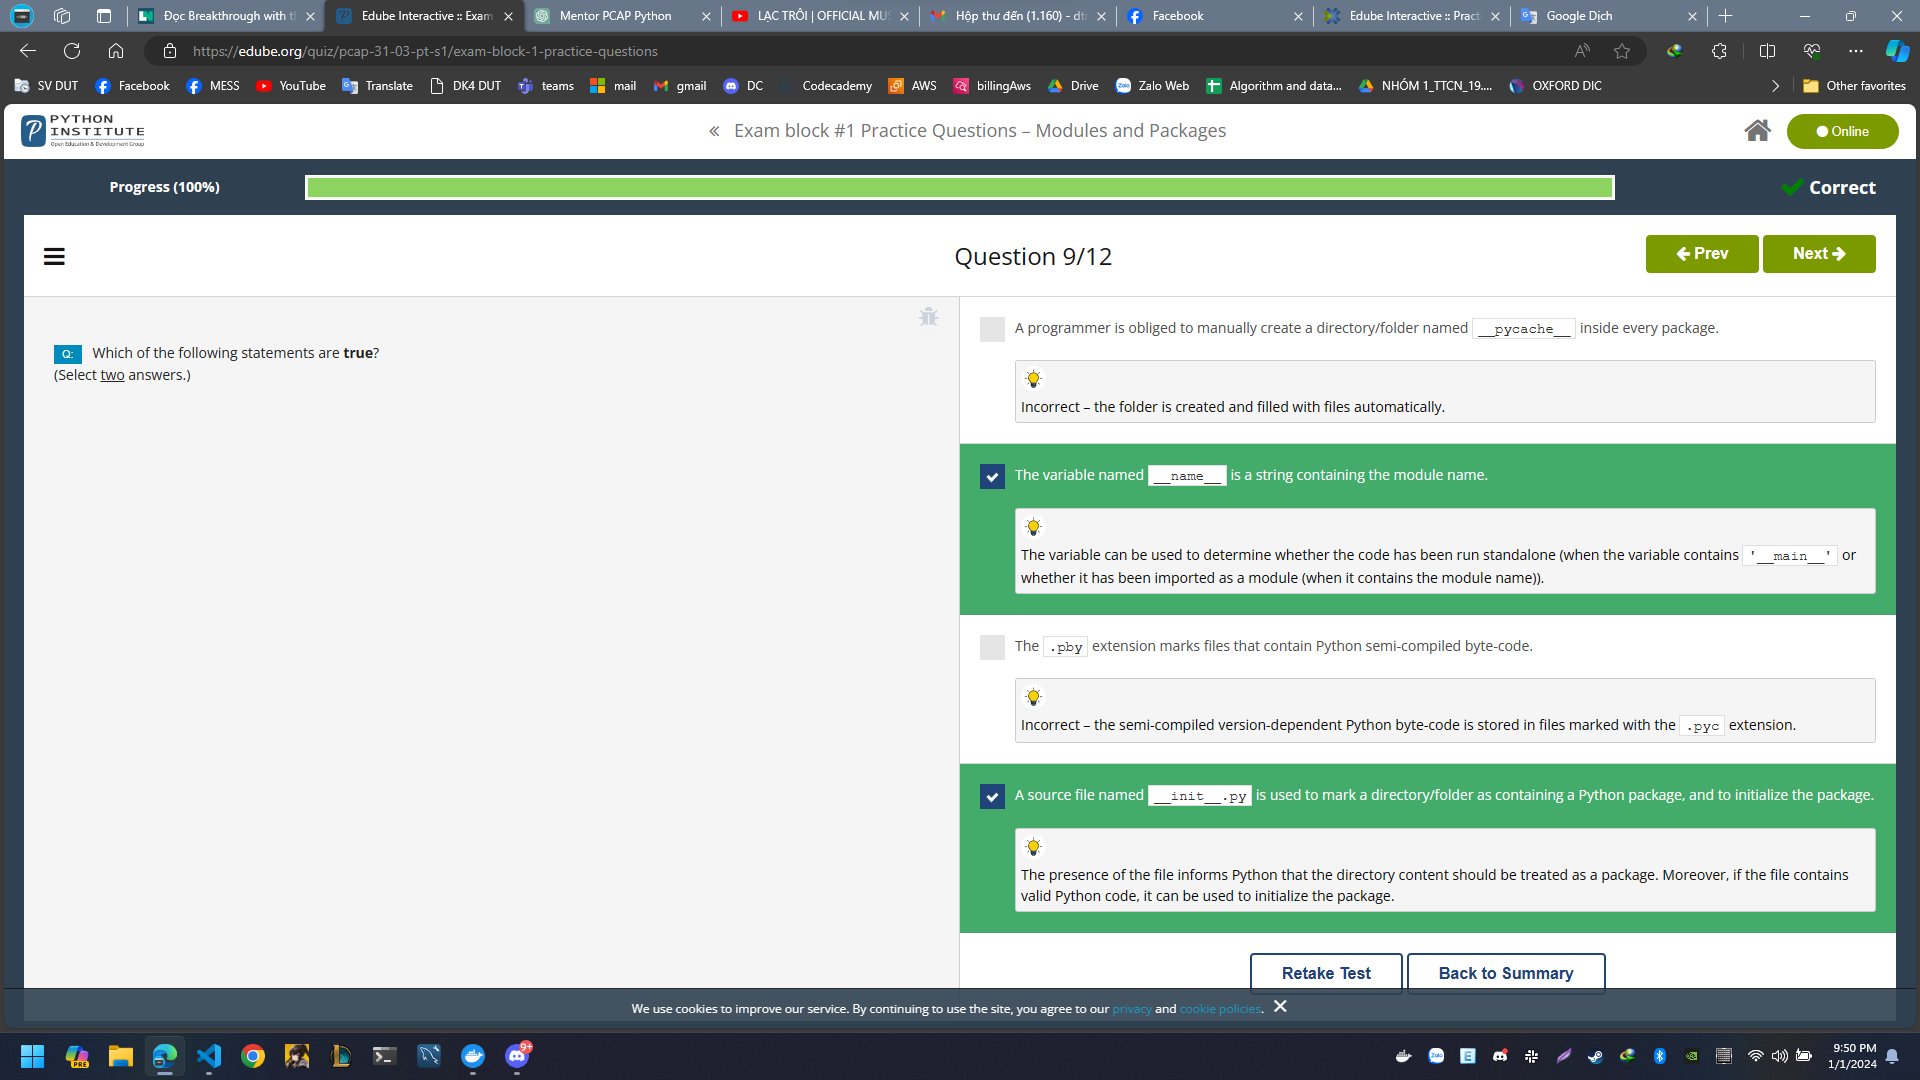 Đọc Breakthrough with t
Edube Interactive :: Exam
Mentor PCAP Python
LẠC TRÔI | OFFICIAL MU
Hộp thư đến (1.160) - dt
Facebook
Edube Interactive :: Pract
Google Dịch
https://edube.org/quiz/pcap-31-03-pt-s1/exam-block-1-practice-questions
SV DUT
Facebook
MESS
YouTube
Translate
DK4 DUT
teams
mail
gmail
DC
Codecademy
AWS
billingAws
Drive
Zalo Web
Algorithm and data...
NHÓM 1_TTCN_19....
OXFORD DIC
Other favorites
PYTHON
INSTITUTE
Open Education & Development Group
« Exam block #1 Practice Questions – Modules and Packages
Online
Progress (100%)
Correct
Question 9/12
Prev
Next
Q: Which of the following statements are true?
(Select two answers.)
A programmer is obliged to manually create a directory/folder named __pycache__ inside every package.
Incorrect – the folder is created and filled with files automatically.
The variable named __name__ is a string containing the module name.
The variable can be used to determine whether the code has been run standalone (when the variable contains '__main__' or
whether it has been imported as a module (when it contains the module name)).
The .pby extension marks files that contain Python semi-compiled byte-code.
Incorrect – the semi-compiled version-dependent Python byte-code is stored in files marked with the .pyc extension.
A source file named __init__.py is used to mark a directory/folder as containing a Python package, and to initialize the package.
The presence of the file informs Python that the directory content should be treated as a package. Moreover, if the file contains
valid Python code, it can be used to initialize the package.
Retake Test
Back to Summary
We use cookies to improve our service. By continuing to use the site, you agree to our privacy and cookie policies.
PRE
9+
9:50 PM
1/1/2024